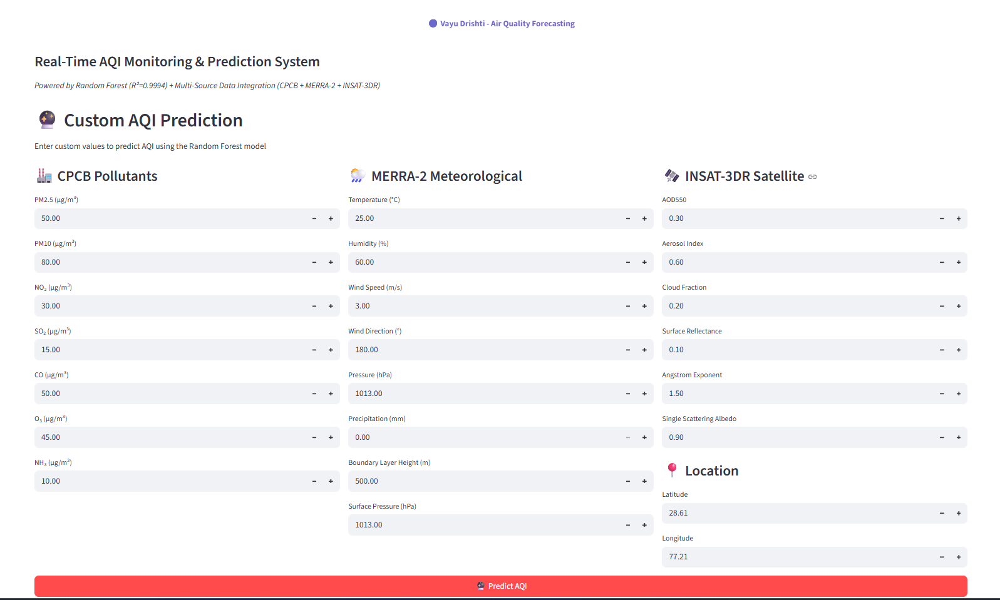 Vayu Drishti - Air Quality Forecasting
Real-Time AQI Monitoring & Prediction System
Powered by Random Forest (R²=0.9994) + Multi-Source Data Integration (CPCB + MERRA-2 + INSAT-3DR)
Custom AQI Prediction
Enter custom values to predict AQI using the Random Forest model
CPCB Pollutants
PM2.5 (μg/m³)
50.00
PM10 (μg/m³)
80.00
NO₂ (μg/m³)
30.00
SO₂ (μg/m³)
15.00
CO (μg/m³)
50.00
O₃ (μg/m³)
45.00
NH₃ (μg/m³)
10.00
MERRA-2 Meteorological
Temperature (°C)
25.00
Humidity (%)
60.00
Wind Speed (m/s)
3.00
Wind Direction (°)
180.00
Pressure (hPa)
1013.00
Precipitation (mm)
0.00
Boundary Layer Height (m)
500.00
Surface Pressure (hPa)
1013.00
INSAT-3DR Satellite
AOD550
0.30
Aerosol Index
0.60
Cloud Fraction
0.20
Surface Reflectance
0.10
Angstrom Exponent
1.50
Single Scattering Albedo
0.90
Location
Latitude
28.61
Longitude
77.21
Predict AQI